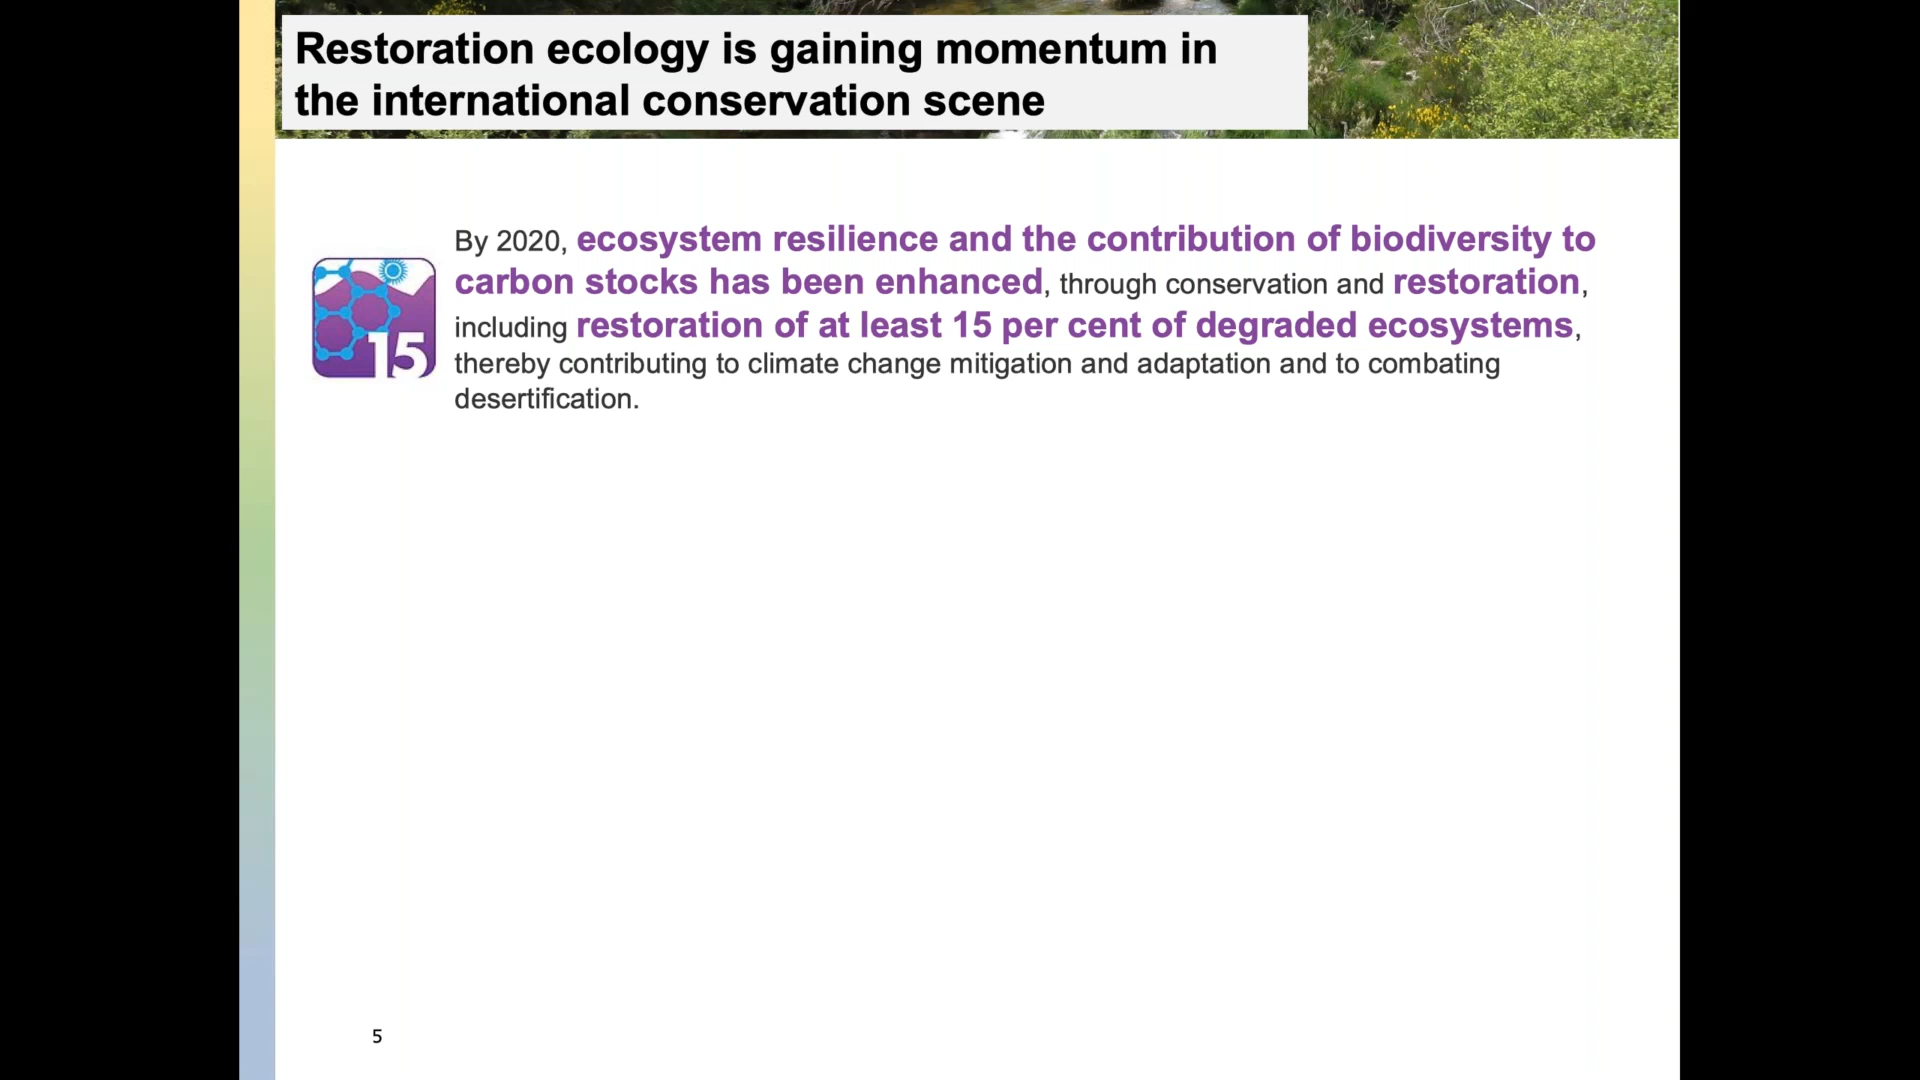 Restoration ecology is gaining momentum in
the international conservation scene
By 2020, ecosystem resilience and the contribution of biodiversity to
carbon stocks has been enhanced, through conservation and restoration,
15
including restoration of at least 15 per cent of degraded ecosystems,
thereby contributing to climate change mitigation and adaptation and to combating
desertification.
5